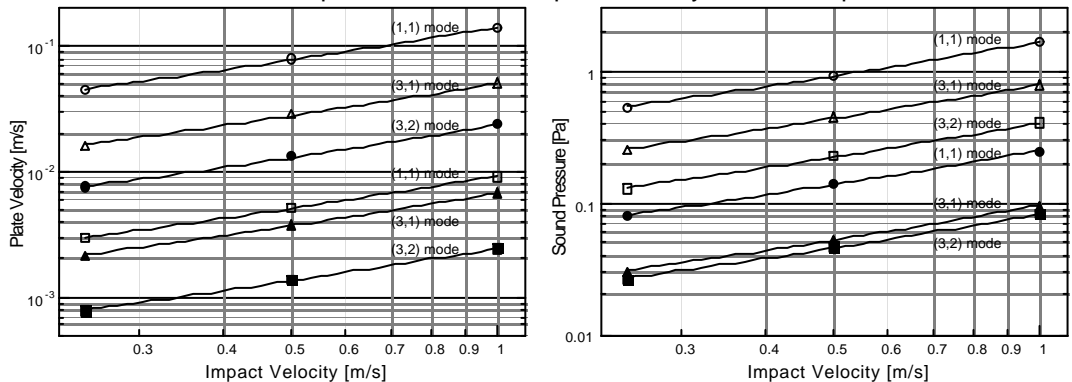 (1,1) mode
(3,1) mode
(3,2) mode
(1,1) mode
(3,1) mode
(3,2) mode
10-1
10-2
10-3
Plate Velocity [m/s]
0.3 0.4 0.5 0.6 0.7 0.8 0.9 1
Impact Velocity [m/s]
(1,1) mode
(3,1) mode
(3,2) mode
(1,1) mode
(3,1) mode
(3,2) mode
1
0.1
0.01
Sound Pressure [Pa]
0.3 0.4 0.5 0.6 0.7 0.8 0.9 1
Impact Velocity [m/s]